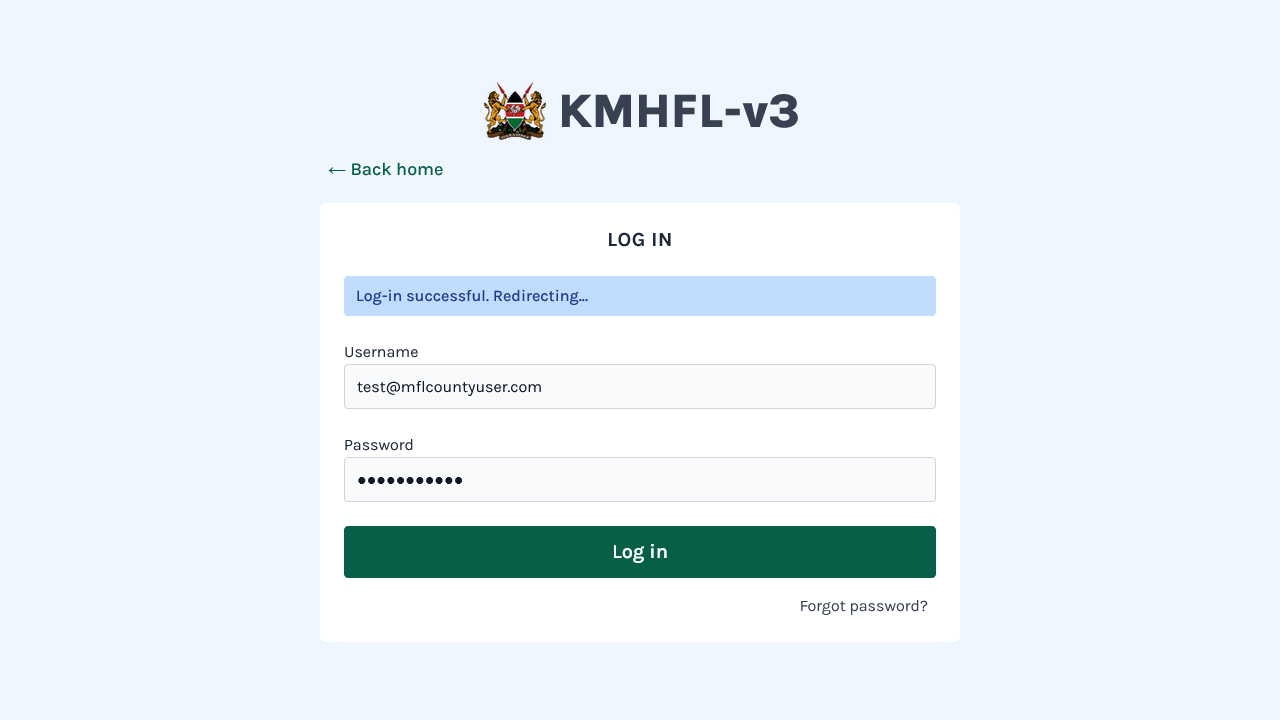 KMHFL-v3
← Back home
LOG IN
Log-in successful. Redirecting...
Username
test@mflcountyuser.com
Password
•••••••••••
Log in
Forgot password?